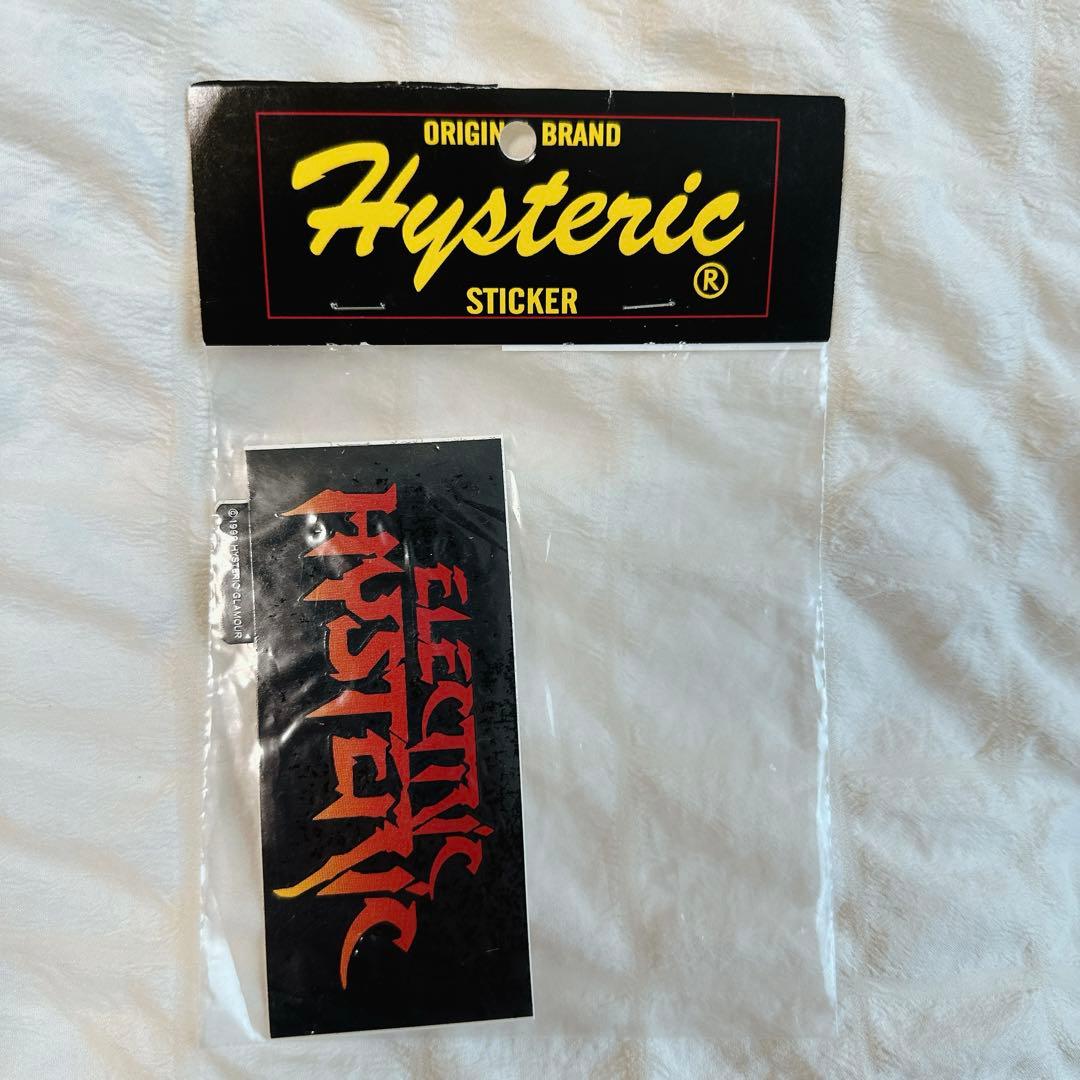 ORIGIN BRAND
Hysteric
®
STICKER
ELECTRIC
HYSTERIC
HYSTERIC GLAMOUR